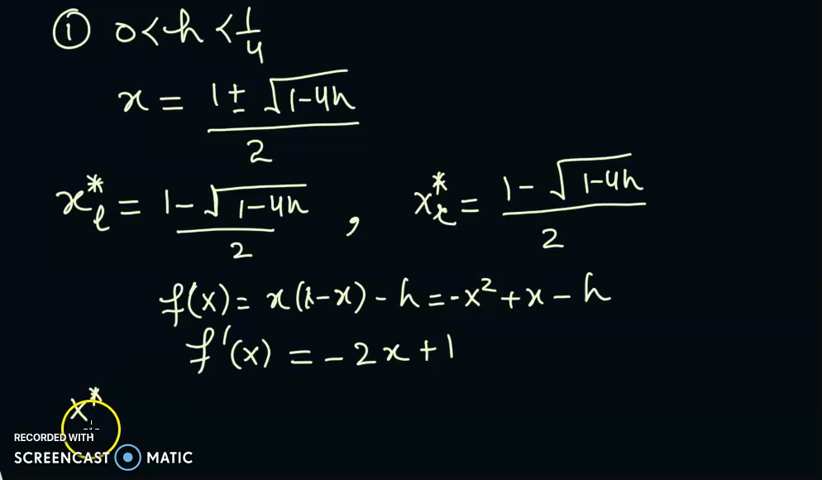 ① 0 < h < 1/4
x = (1 ± √(1-4h))/2
x*ₗ = (1 - √(1-4h))/2 , x*ᵣ = (1 - √(1-4h))/2
f(x) = x(1-x) - h = -x² + x - h
f'(x) = -2x + 1
x*
RECORDED WITH
SCREENCAST MATIC